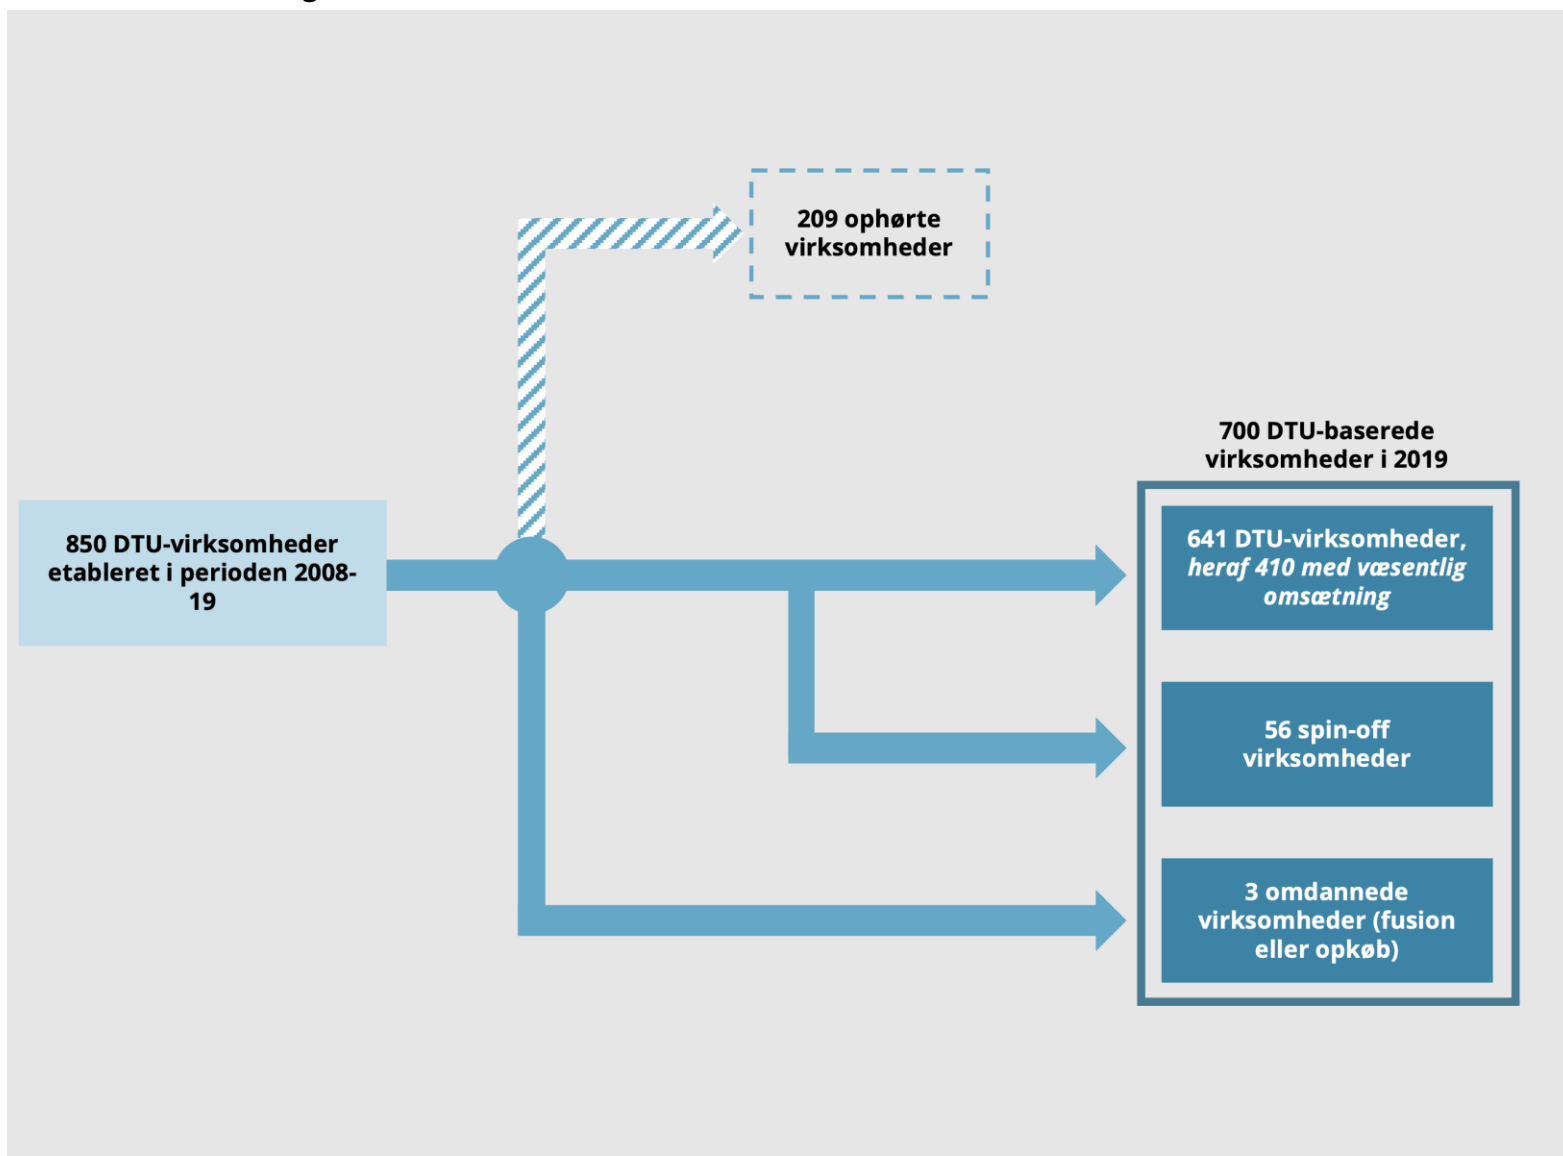 209 ophørte
virksomheder
700 DTU-baserede
virksomheder i 2019
850 DTU-virksomheder
etableret i perioden 2008-
19
641 DTU-virksomheder,
heraf 410 med væsentlig
omsætning
56 spin-off
virksomheder
3 omdannede
virksomheder (fusion
eller opkøb)